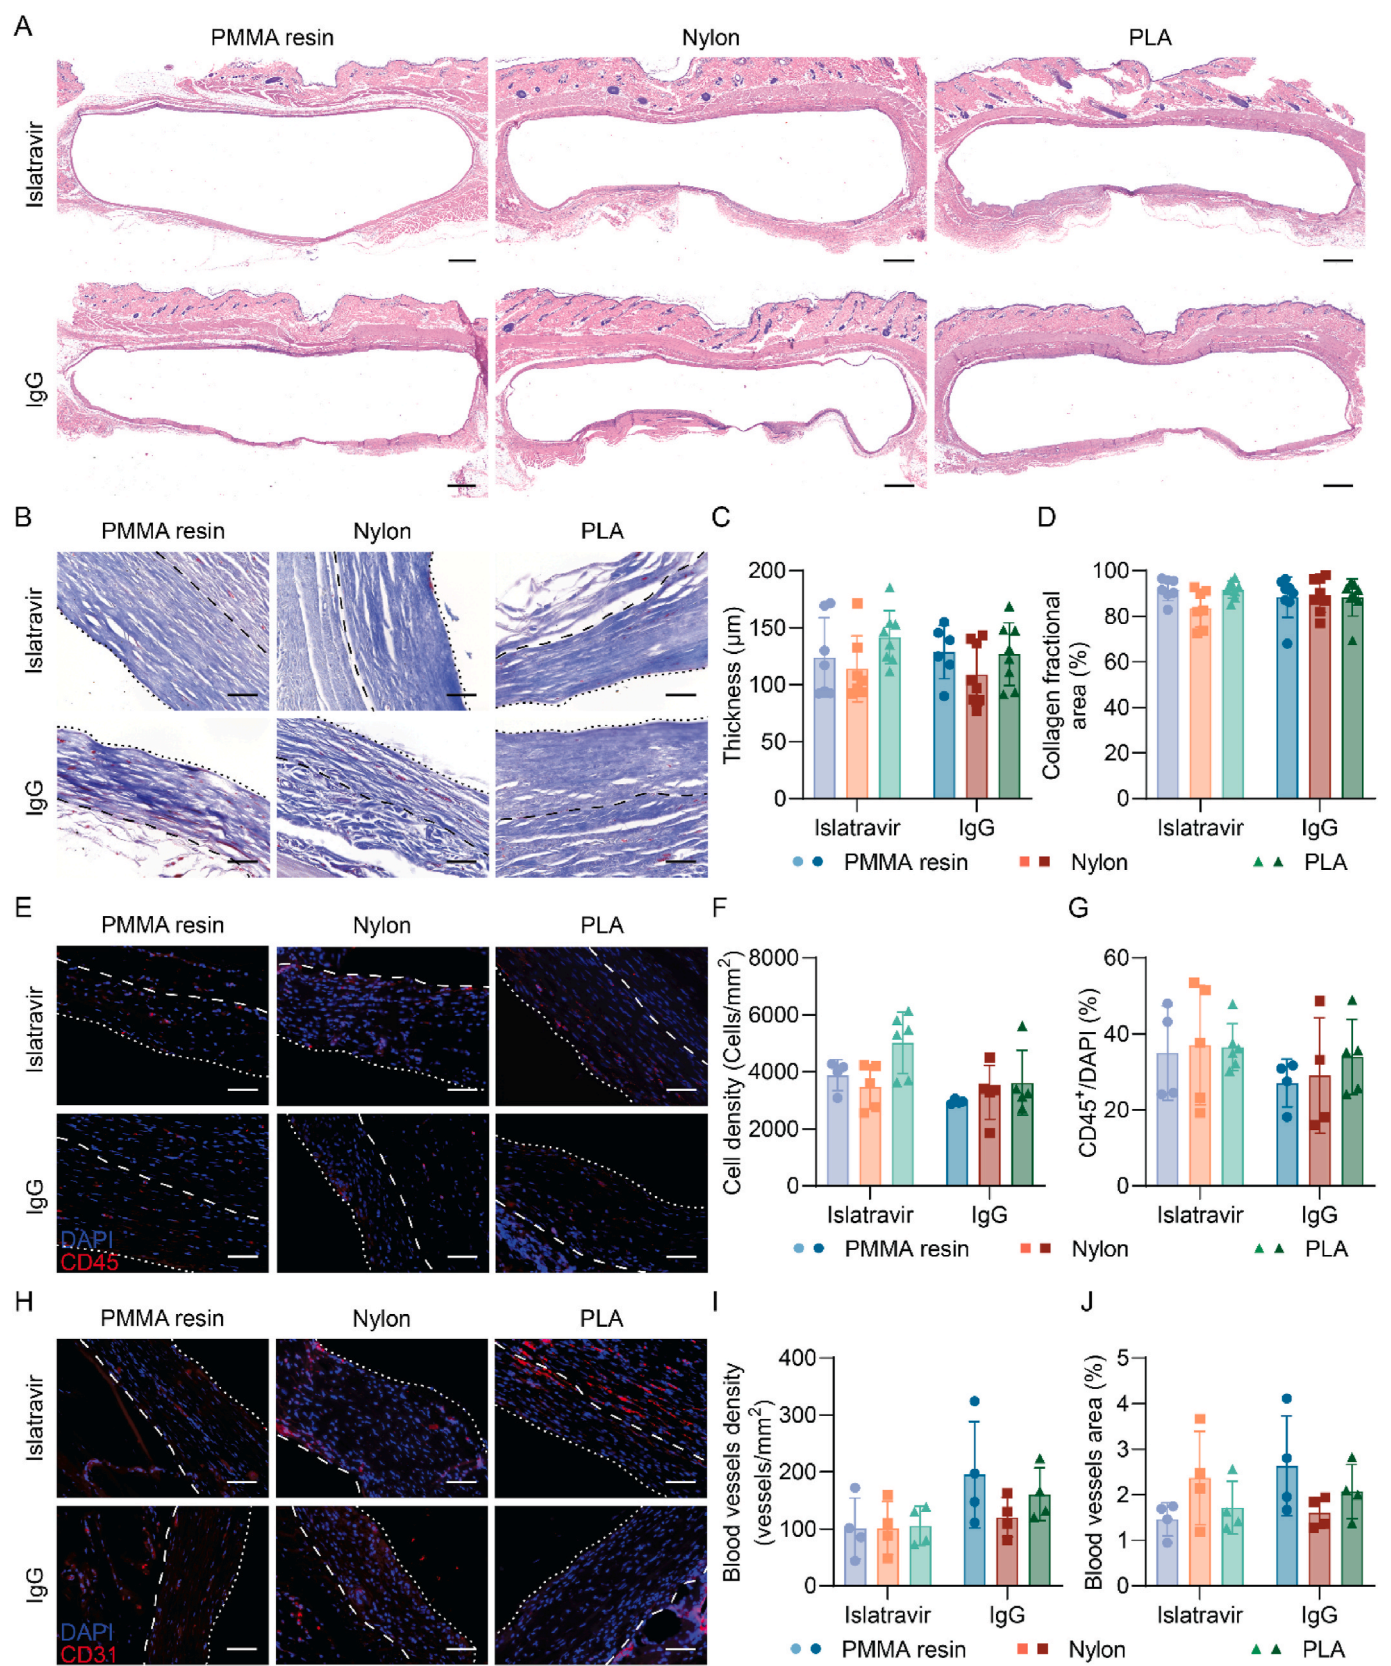 A
PMMA resin
Nylon
PLA
Islatravir
IgG
B
PMMA resin
Nylon
PLA
Islatravir
IgG
C
Thickness (µm)
200
150
100
50
0
Islatravir
IgG
D
Collagen fractional
area (%)
100
80
60
40
20
0
Islatravir
IgG
PMMA resin
Nylon
PLA
E
PMMA resin
Nylon
PLA
Islatravir
IgG
DAPI
CD45
F
Cell density (Cells/mm²)
8000
6000
4000
2000
0
Islatravir
IgG
G
CD45⁺/DAPI (%)
60
40
20
0
Islatravir
IgG
PMMA resin
Nylon
PLA
H
PMMA resin
Nylon
PLA
Islatravir
IgG
DAPI
CD31
I
Blood vessels density
(vessels/mm²)
400
300
200
100
0
Islatravir
IgG
J
Blood vessels area (%)
5
4
3
2
1
0
Islatravir
IgG
PMMA resin
Nylon
PLA